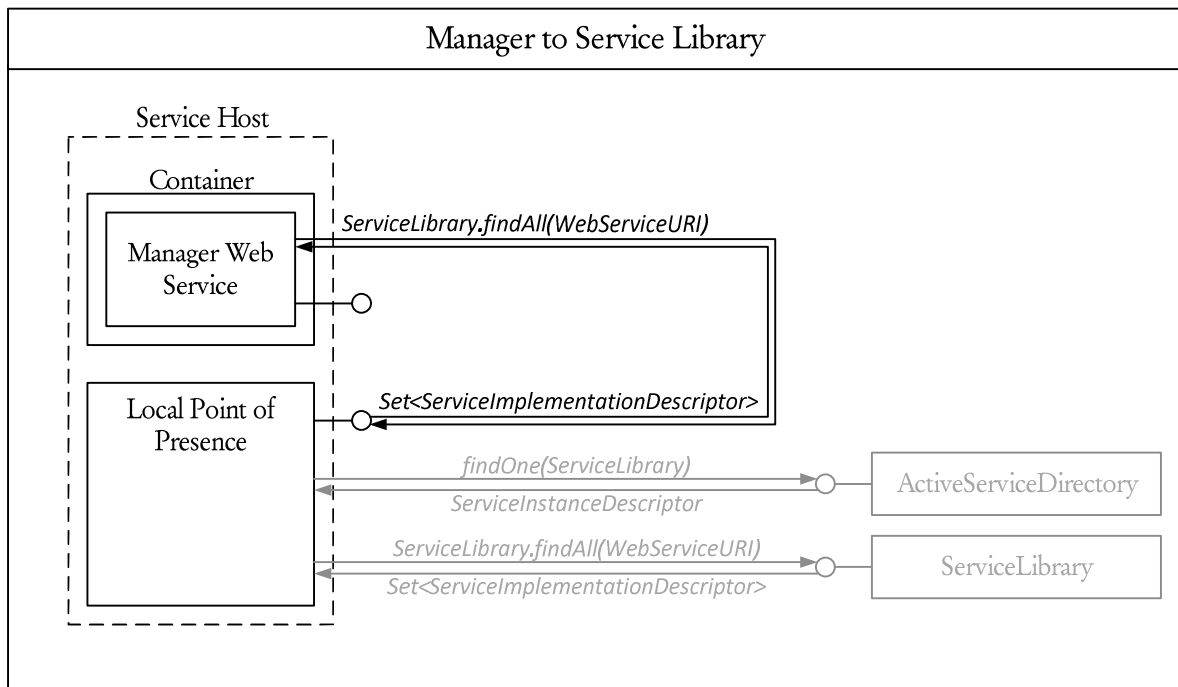 Manager to Service Library
Service Host
Container
ServiceLibrary.findAll(WebServiceURI)
Manager Web
Service
Set<ServiceImplementationDescriptor>
Local Point of
Presence
findOne(ServiceLibrary)
ServiceInstanceDescriptor
ActiveServiceDirectory
ServiceLibrary.findAll(WebServiceURI)
Set<ServiceImplementationDescriptor>
ServiceLibrary